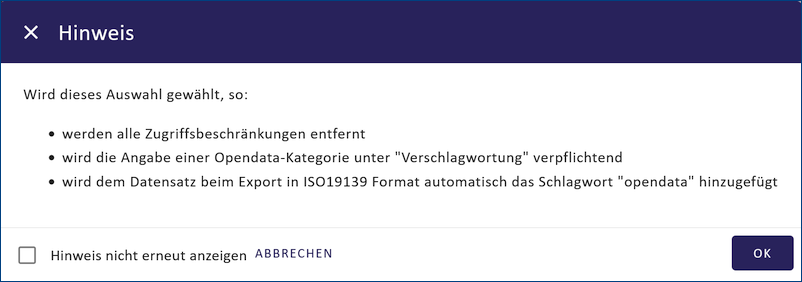 Hinweis
Wird dieses Auswahl gewählt, so:
• werden alle Zugriffsbeschränkungen entfernt
• wird die Angabe einer Opendata-Kategorie unter "Verschlagwortung" verpflichtend
• wird dem Datensatz beim Export in ISO19139 Format automatisch das Schlagwort "opendata" hinzugefügt
Hinweis nicht erneut anzeigen ABBRECHEN OK